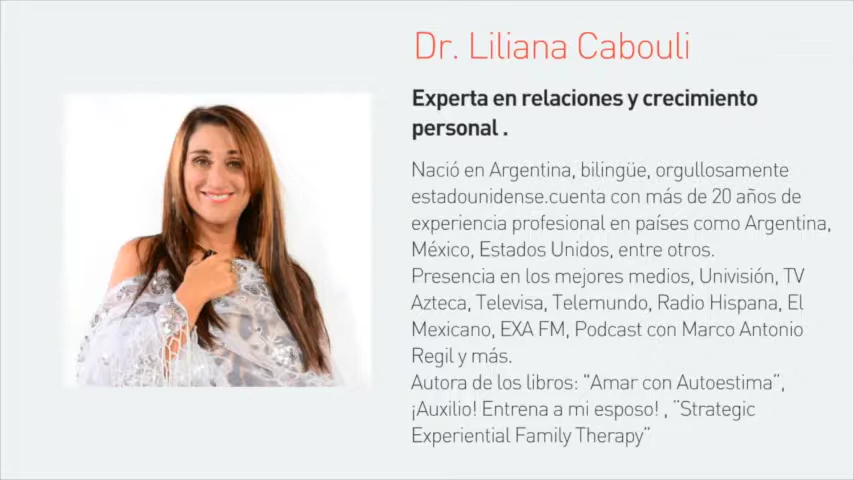 Dr. Liliana Cabouli
Experta en relaciones y crecimiento
personal .
Nació en Argentina, bilingüe, orgullosamente
estadounidense.cuenta con más de 20 años de
experiencia profesional en países como Argentina,
México, Estados Unidos, entre otros.
Presencia en los mejores medios, Univisión, TV
Azteca, Televisa, Telemundo, Radio Hispana, El
Mexicano, EXA FM, Podcast con Marco Antonio
Regil y más.
Autora de los libros: "Amar con Autoestima",
¡Auxilio! Entrena a mi esposo! , ¨Strategic
Experiential Family Therapy"